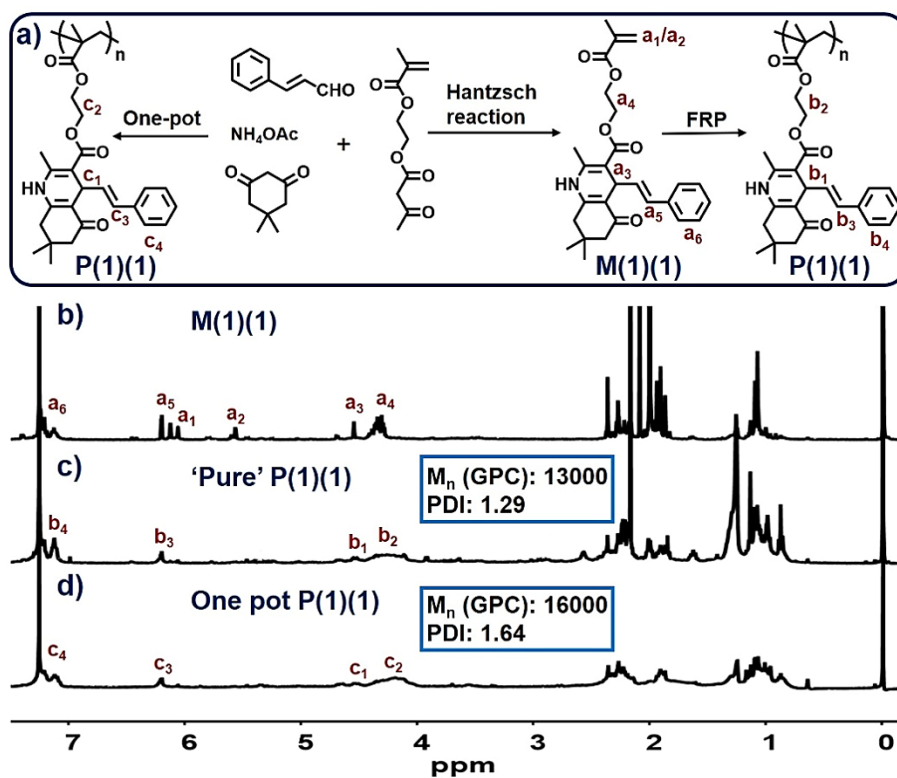 a)
n
O
O
c₂
O
O
c₁
HN
c₃
O
c₄
P(1)(1)
One-pot
CHO
NH₄OAc
O
O
+
O
O
O
O
O
Hantzsch
reaction
a₁/a₂
O
O
a₄
O
O
a₃
HN
a₅
O
a₆
M(1)(1)
FRP
n
O
O
b₂
O
O
b₁
HN
b₃
O
b₄
P(1)(1)
b)
M(1)(1)
a₆
a₅
a₁
a₂
a₃
a₄
c)
'Pure' P(1)(1)
Mₙ (GPC): 13000
PDI: 1.29
b₄
b₃
b₁
b₂
d)
One pot P(1)(1)
Mₙ (GPC): 16000
PDI: 1.64
c₄
c₃
c₁
c₂
7 6 5 4 3 2 1 0
ppm